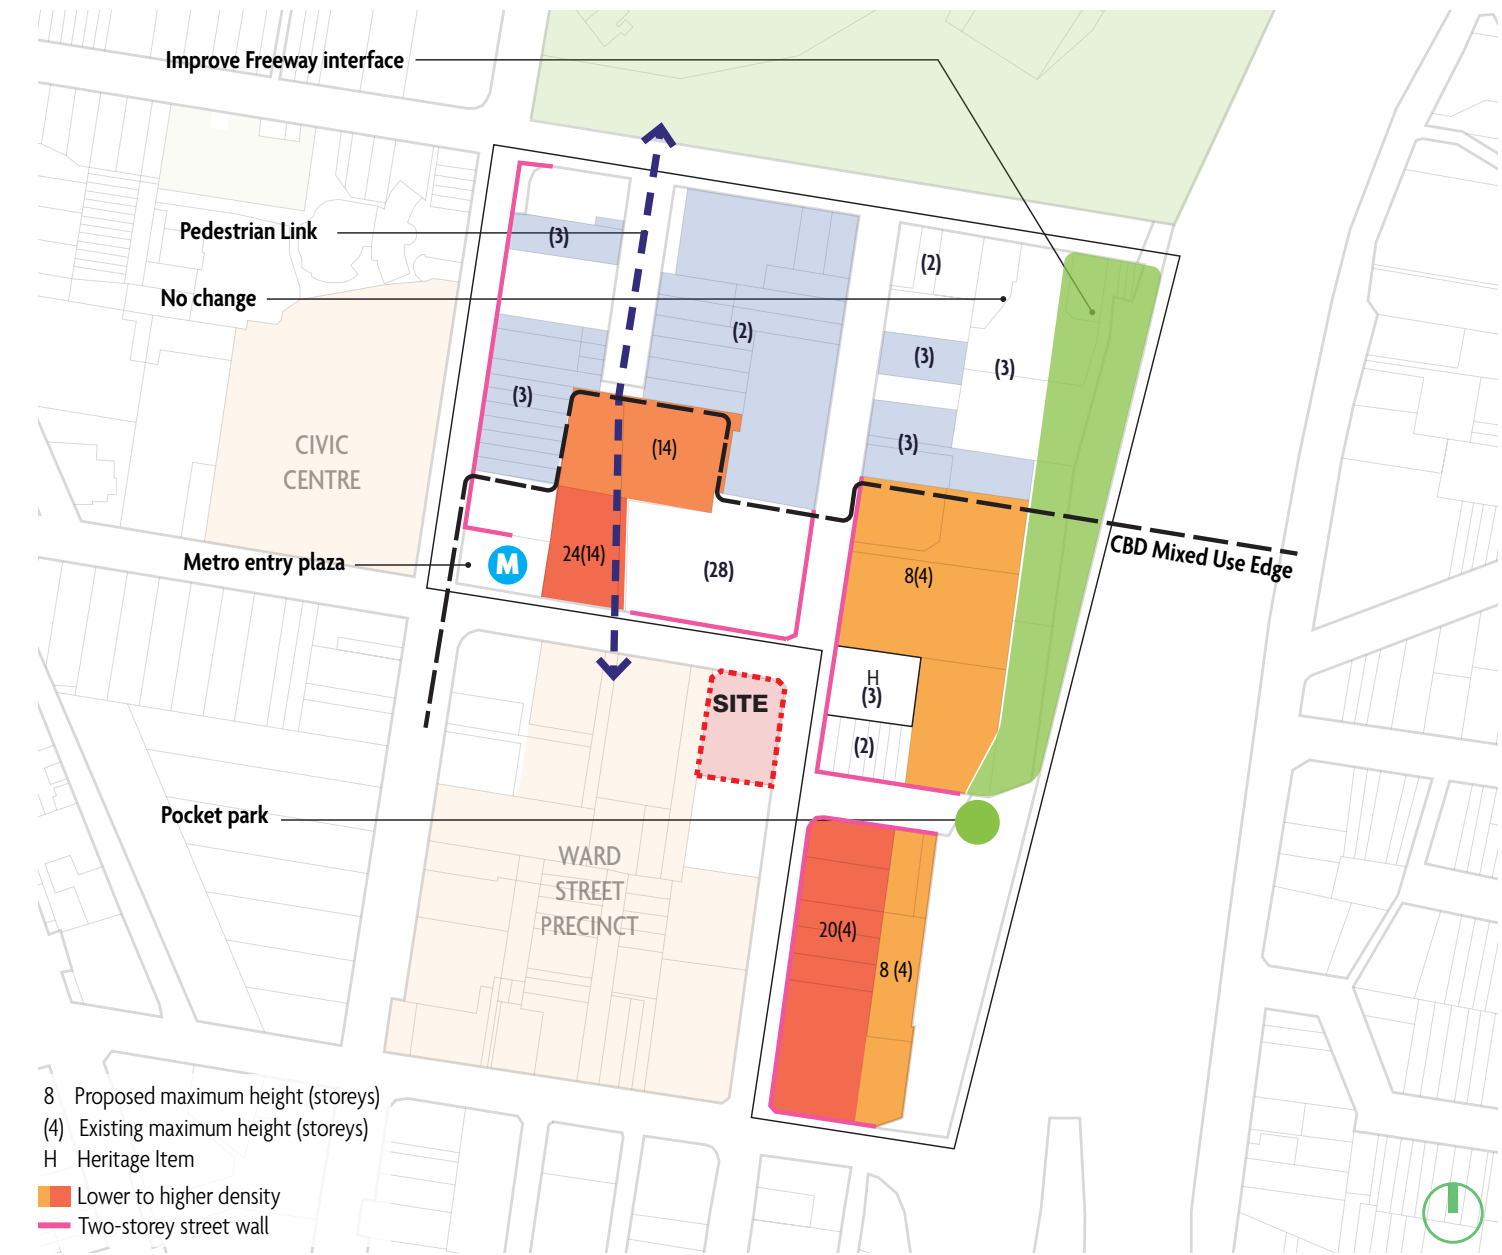 Improve Freeway interface
Pedestrian Link
(3)
(2)
No change
(2)
(3)
(3)
(3)
(3)
CIVIC
CENTRE
(14)
Metro entry plaza
M
24(14)
(28)
8(4)
CBD Mixed Use Edge
H
(3)
SITE
(2)
Pocket park
WARD
STREET
PRECINCT
20(4)
8 (4)
8 Proposed maximum height (storeys)
(4) Existing maximum height (storeys)
H Heritage Item
Lower to higher density
Two-storey street wall